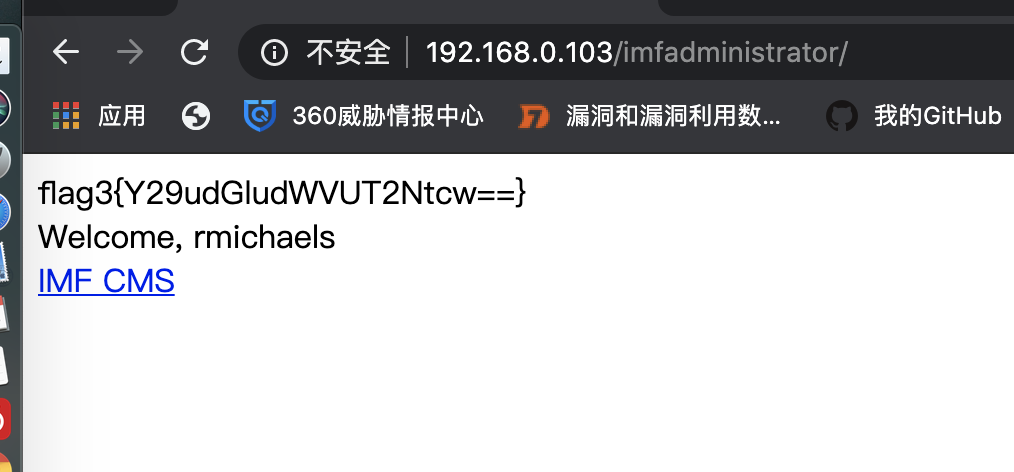 不安全 192.168.0.103/imfadministrator/
应用 360威胁情报中心 漏洞和漏洞利用数... 我的GitHub
flag3{Y29udGludWVUT2Ntcw==}
Welcome, rmichaels
IMF CMS